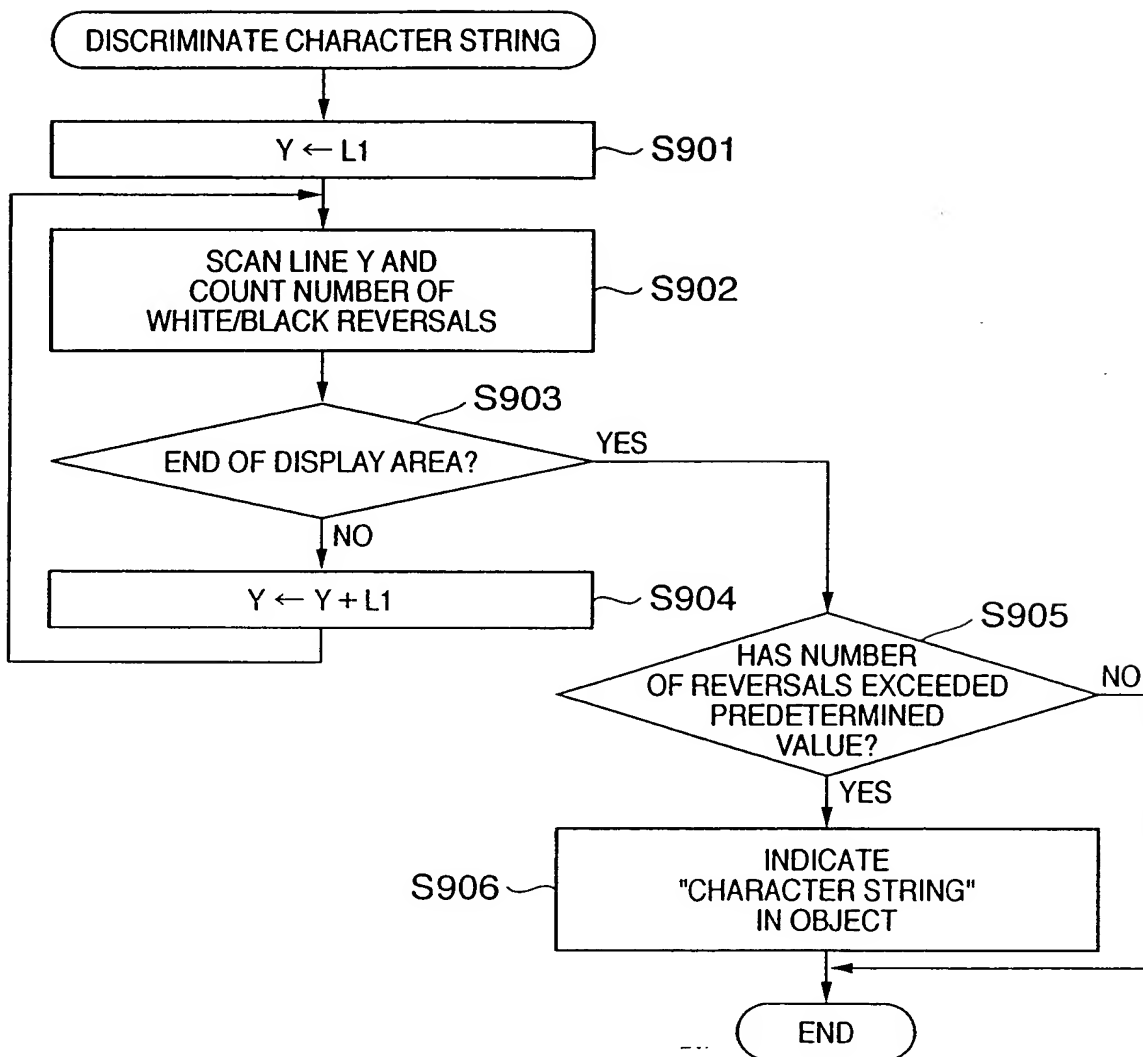 DISCRIMINATE CHARACTER STRING
Y ← L1
S901
SCAN LINE Y AND
COUNT NUMBER OF
WHITE/BLACK REVERSALS
S902
S903
END OF DISPLAY AREA?
YES
NO
Y ← Y + L1
S904
S905
HAS NUMBER
OF REVERSALS EXCEEDED
PREDETERMINED
VALUE?
NO
YES
INDICATE
"CHARACTER STRING"
IN OBJECT
S906
END